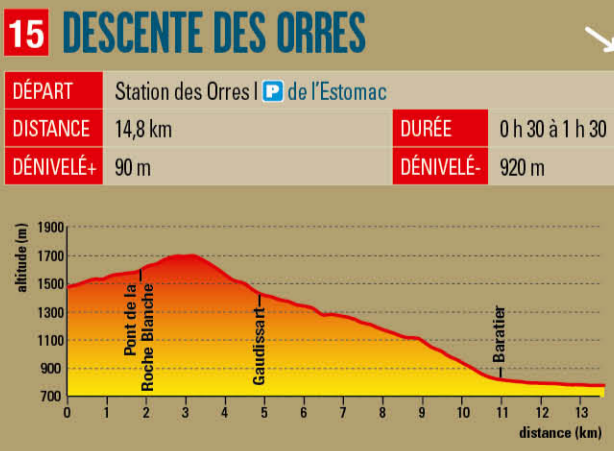 15 DESCENTE DES ORRES
DÉPART Station des Orres I P de l'Estomac
DISTANCE 14,8 km DURÉE 0 h 30 à 1 h 30
DÉNIVELÉ+ 90 m DÉNIVELÉ- 920 m
altitude (m)
1900
1700
1500
1300
1100
900
700
Pont de la
Roche Blanche
Gaudissart
Baratier
0 1 2 3 4 5 6 7 8 9 10 11 12 13
distance (km)